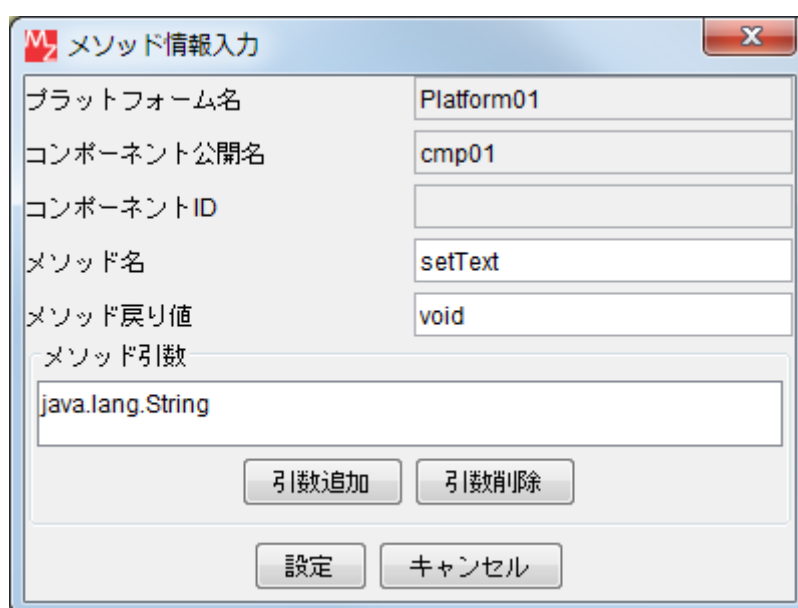 Mz メソッド情報入力
プラットフォーム名 Platform01
コンポーネント公開名 cmp01
コンポーネントID
メソッド名 setText
メソッド戻り値 void
メソッド引数
java.lang.String
引数追加 引数削除
設定 キャンセル